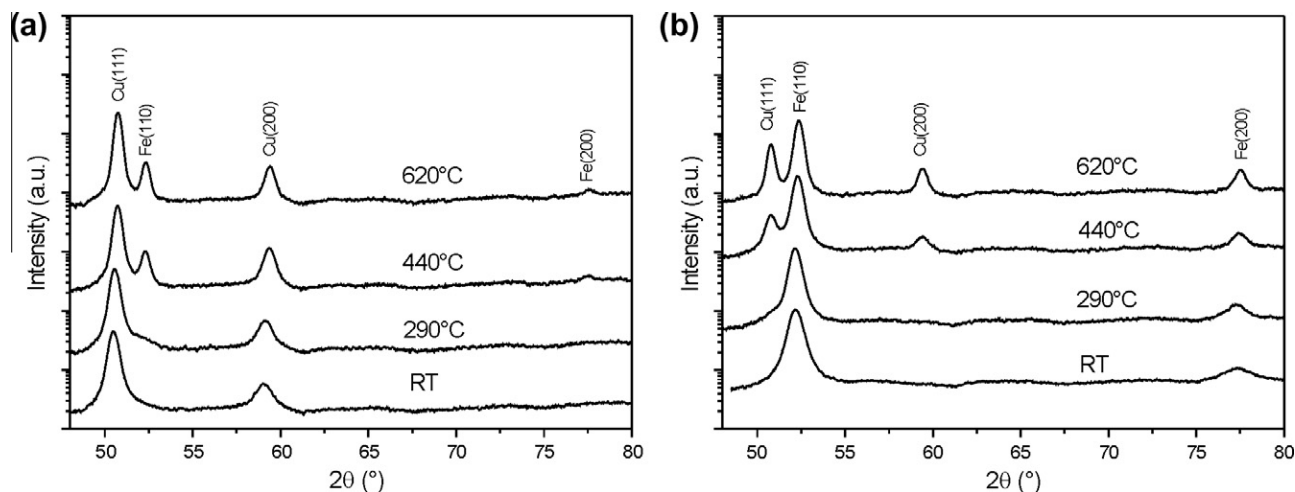 (a)
Cu(111)
Fe(110)
Cu(200)
Fe(200)
620°C
440°C
290°C
RT
Intensity (a.u.)
50 55 60 65 70 75 80
2θ (°)
(b)
Cu(111)
Fe(110)
Cu(200)
Fe(200)
620°C
440°C
290°C
RT
Intensity (a.u.)
50 55 60 65 70 75 80
2θ (°)